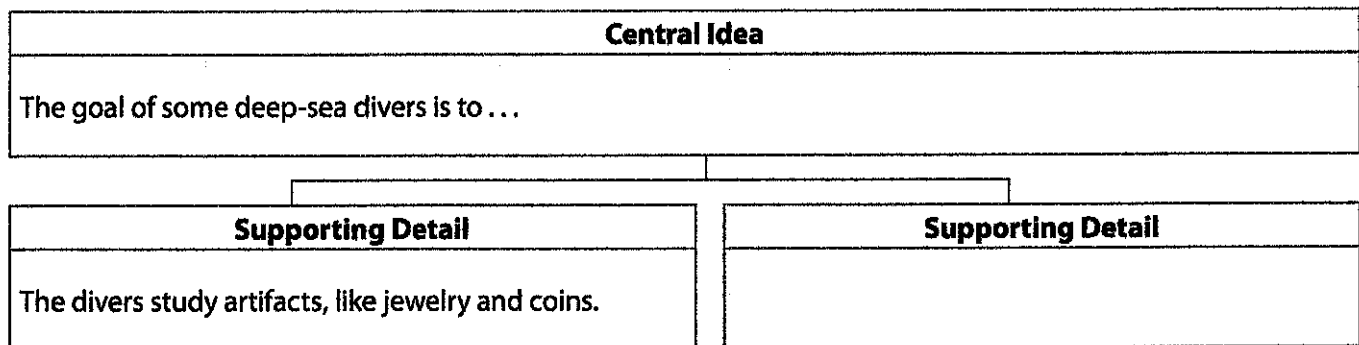 Central Idea
The goal of some deep-sea divers is to ...
Supporting Detail
The divers study artifacts, like jewelry and coins.
Supporting Detail